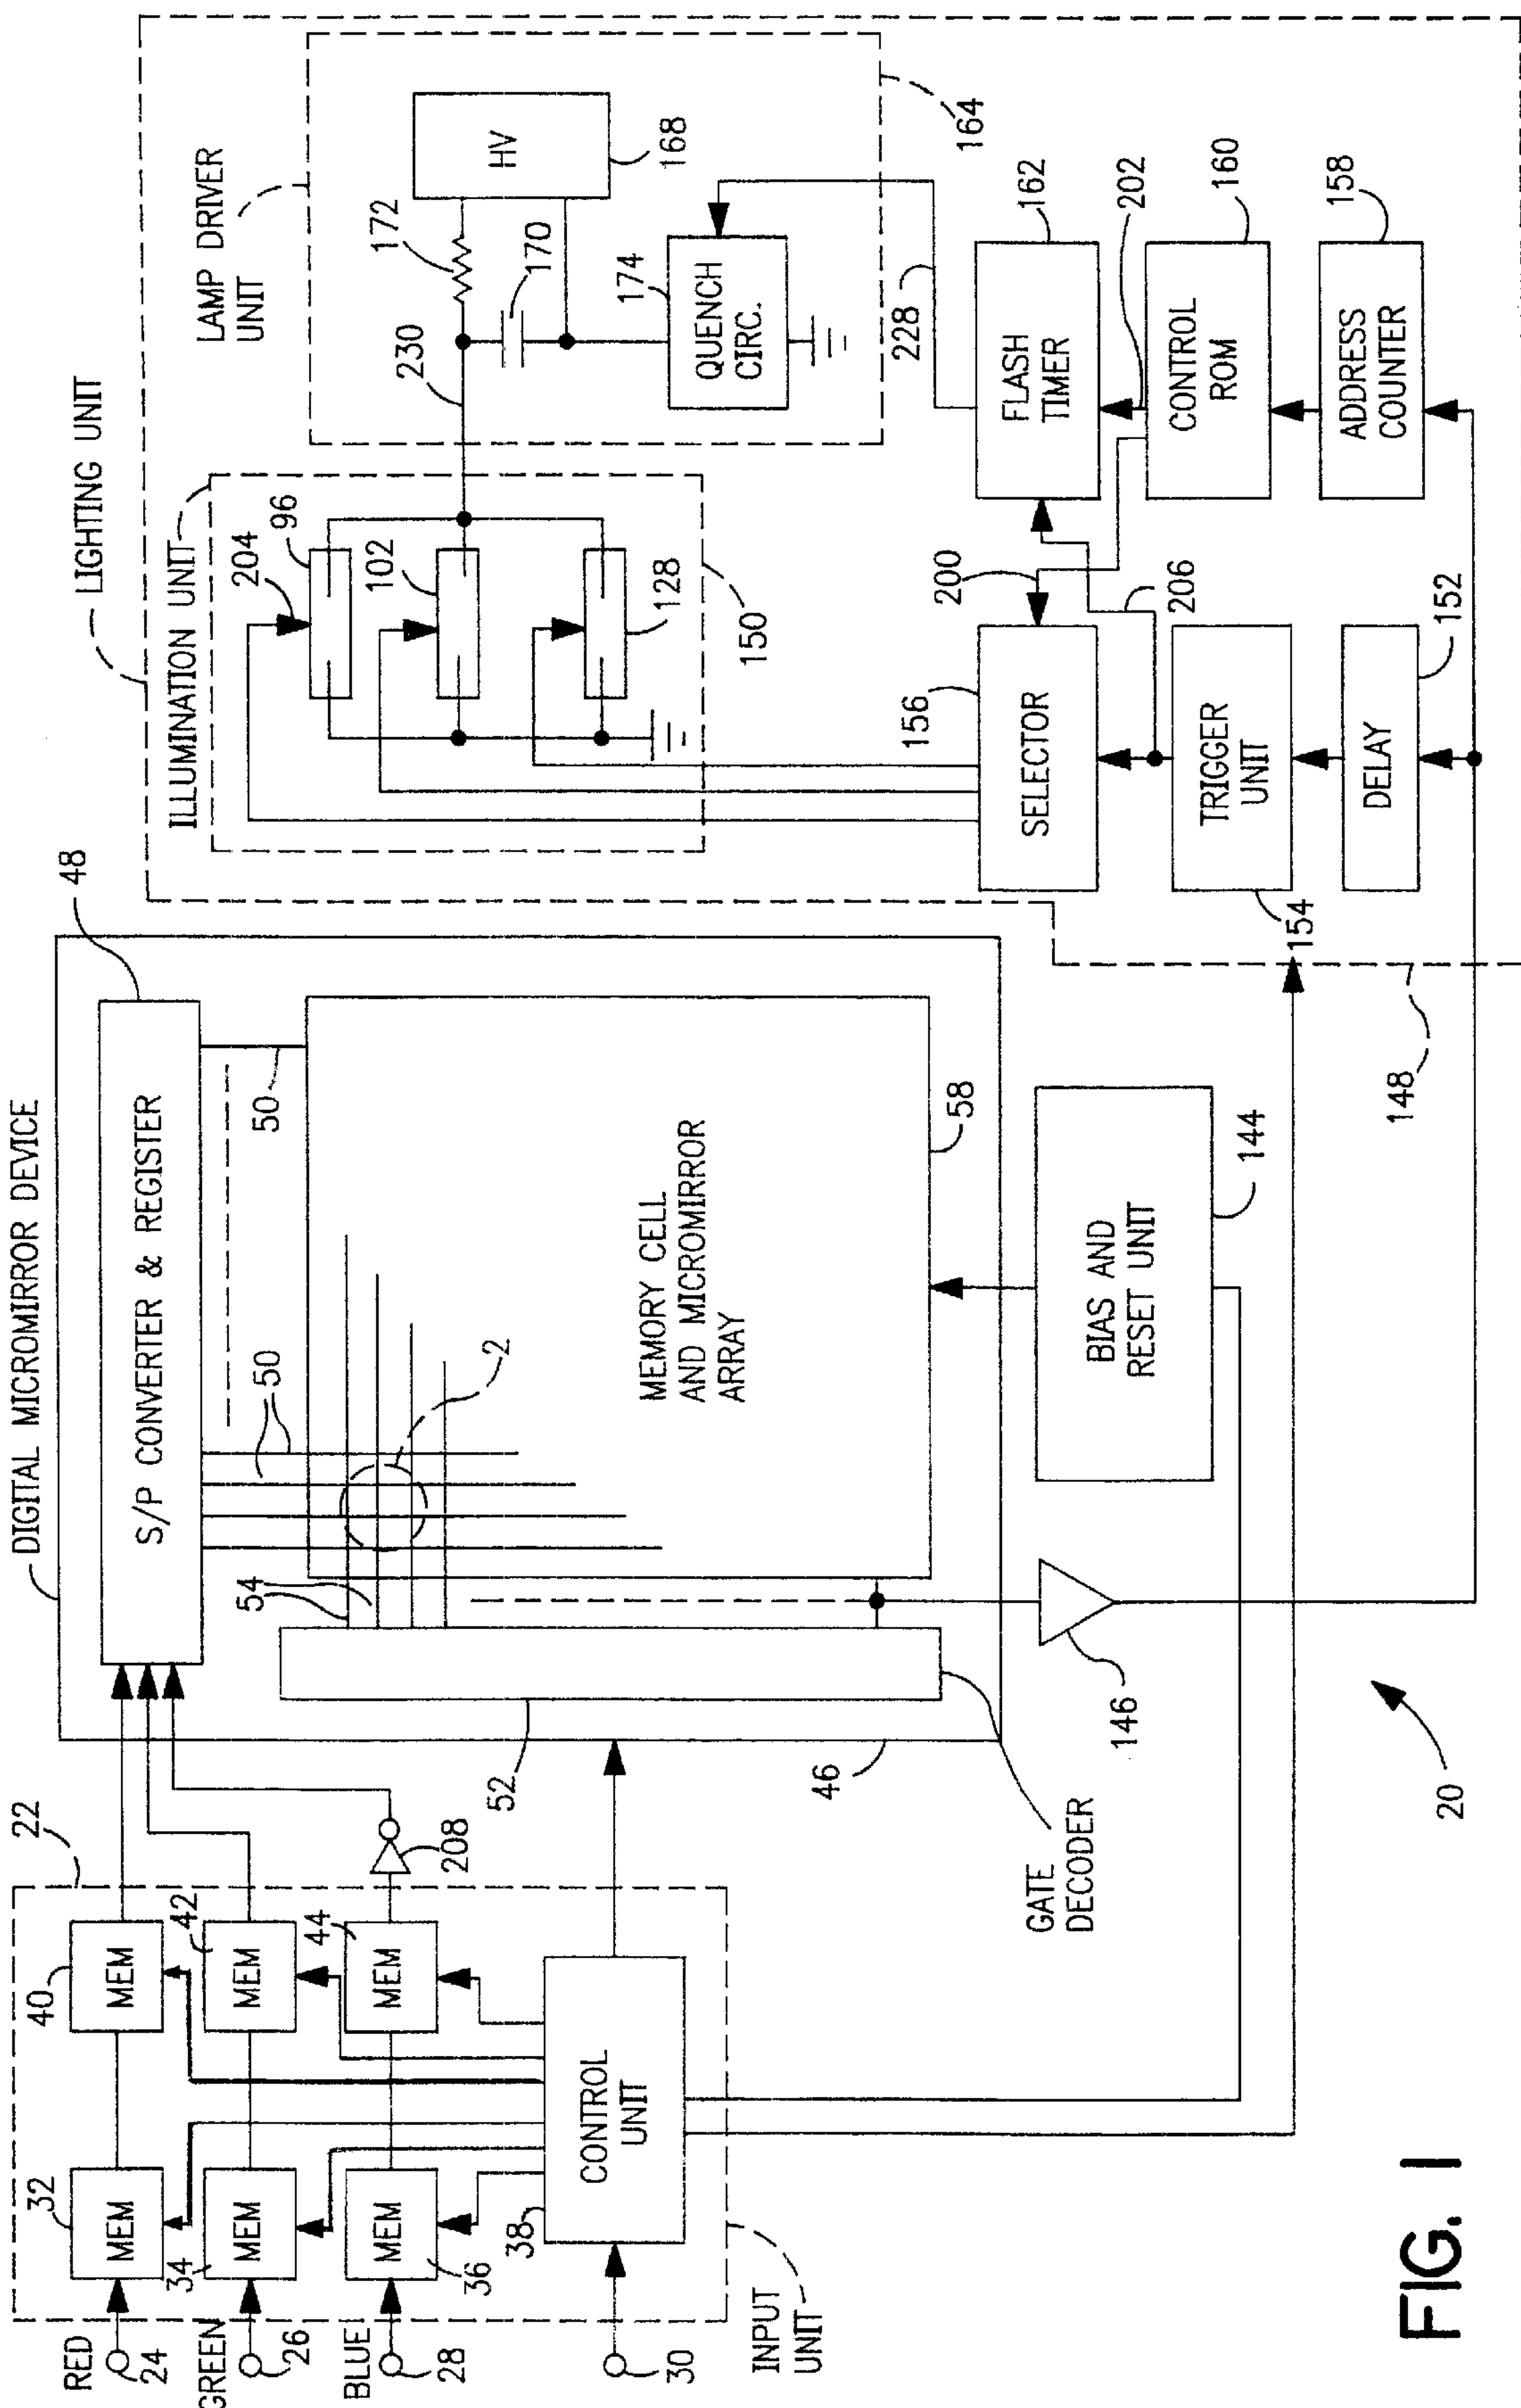 RED
24
GREEN
26
BLUE
28
30
INPUT
UNIT
22
32
MEM
34
MEM
36
MEM
38
CONTROL
UNIT
40
MEM
42
MEM
44
MEM
208
DIGITAL MICROMIRROR DEVICE
48
S/P CONVERTER & REGISTER
50
50
54
2
52
46
GATE
DECODER
MEMORY CELL
AND MICROMIRROR
ARRAY
58
BIAS AND
RESET UNIT
144
146
148
20
LIGHTING UNIT
ILLUMINATION UNIT
204
96
102
128
150
LAMP DRIVER
UNIT
230
172
170
HV
168
174
QUENCH
CIRC.
164
228
156
SELECTOR
200
206
TRIGGER
UNIT
154
DELAY
152
FLASH
TIMER
162
202
CONTROL
ROM
160
ADDRESS
COUNTER
158
FIG. 1